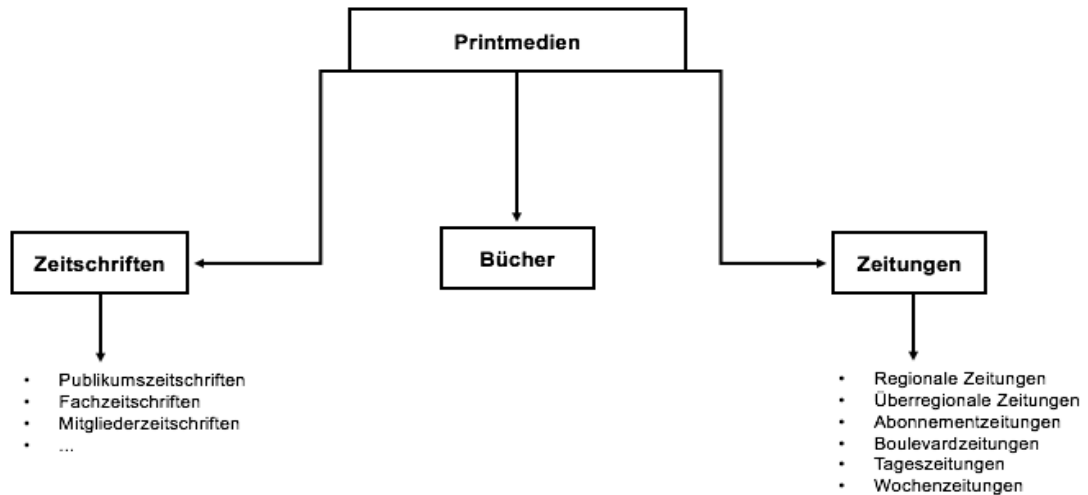 Printmedien
Zeitschriften
Bücher
Zeitungen
• Publikumszeitschriften
• Fachzeitschriften
• Mitgliederzeitschriften
• ...
• Regionale Zeitungen
• Überregionale Zeitungen
• Abonnementzeitungen
• Boulevardzeitungen
• Tageszeitungen
• Wochenzeitungen